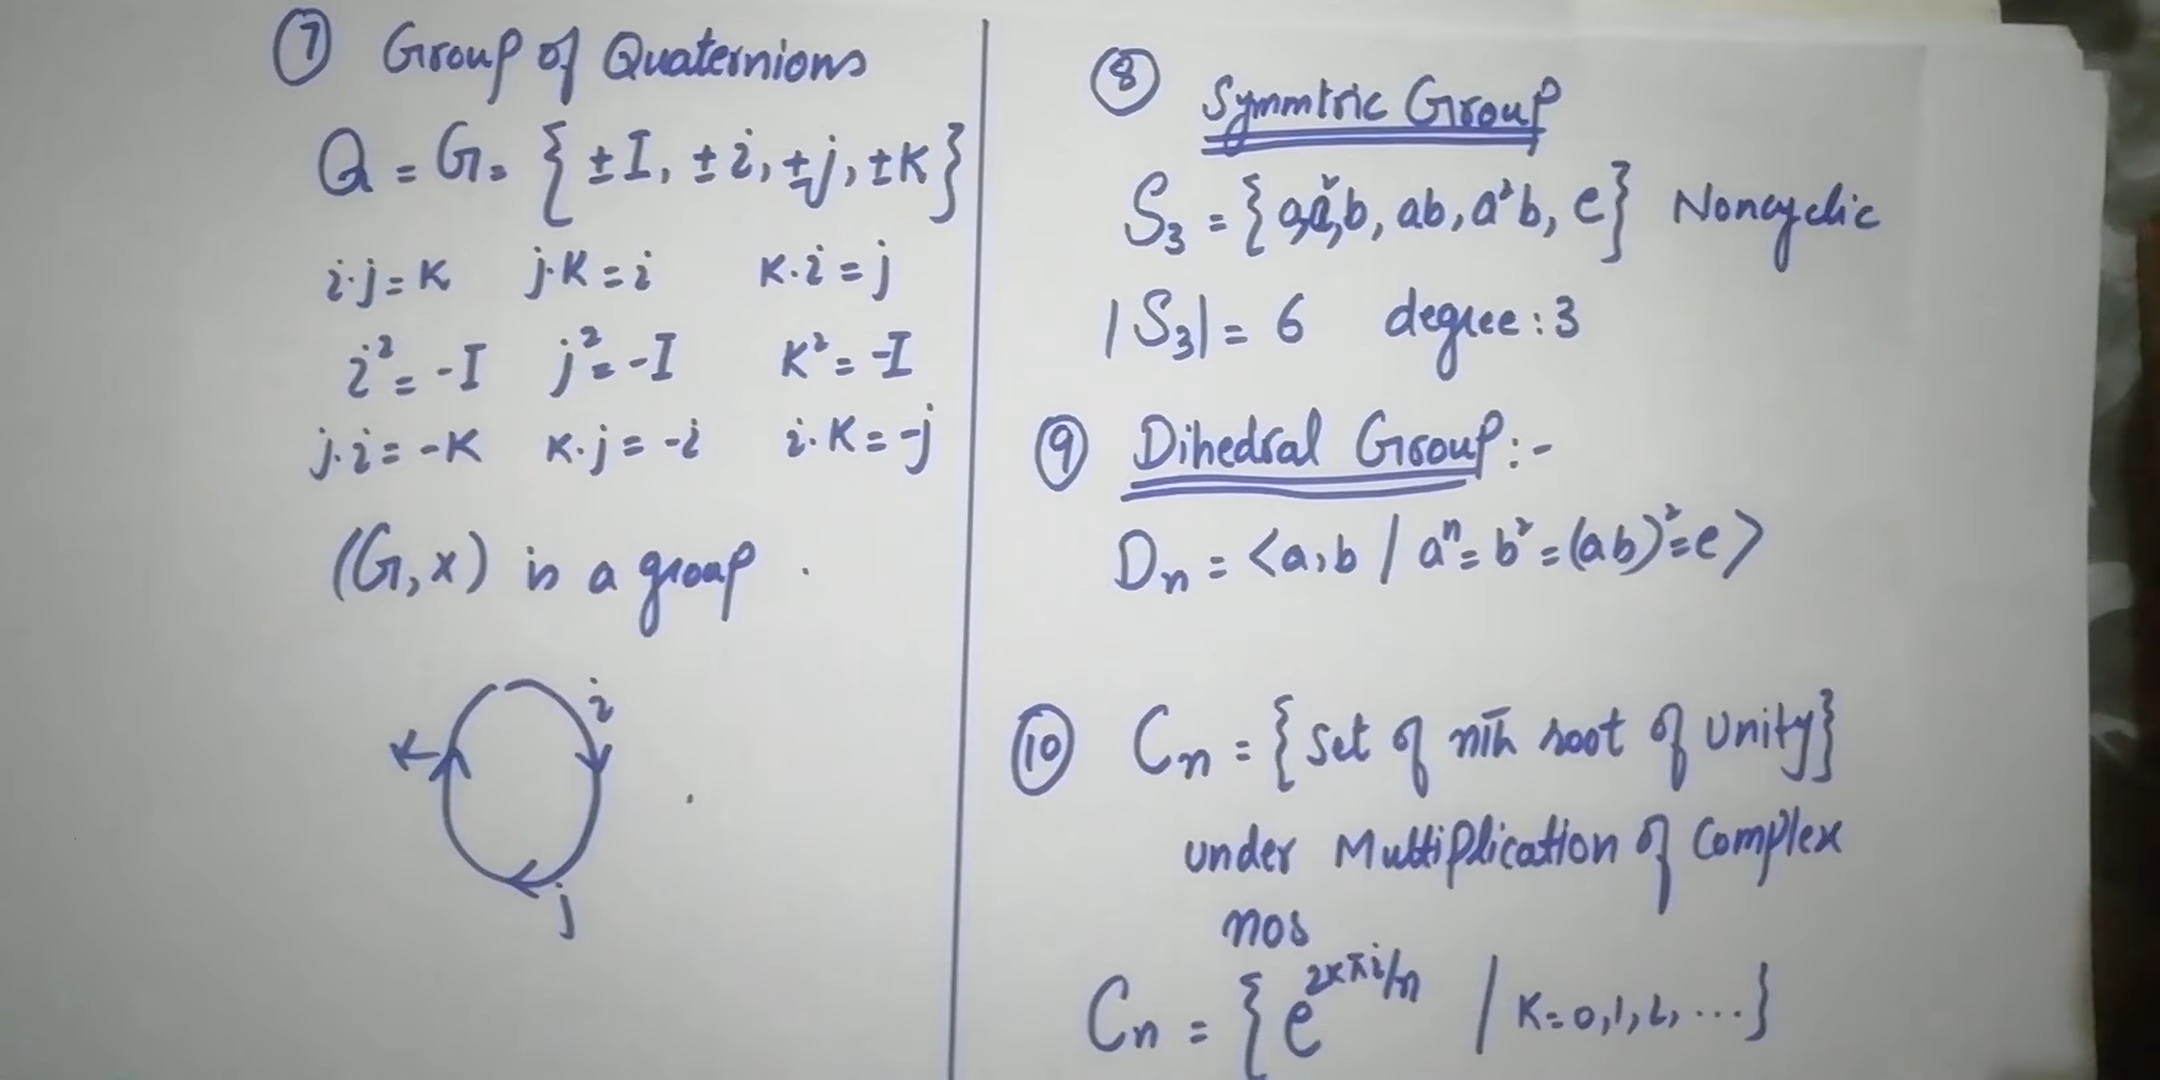 7 Group of Quaternions
Q = G = { ±I, ±i, ±j, ±K }
i·j = K j·K = i K·i = j
i² = -I j² = -I K² = -I
j·i = -K K·j = -i i·K = -j
(G, x) is a group .
i
K
j
8 Symmtric Group
S₃ = { a, a², b, ab, a²b, e } Noncyclic
|S₃| = 6 degree : 3
9 Dihedral Group :-
Dₙ = <a, b / aⁿ = b² = (ab)² = e >
10 Cₙ = { set of nth root of unity }
under Multiplication of Complex
nos
Cₙ = { e^{2Kπi/n} / K = 0, 1, 2, ... }